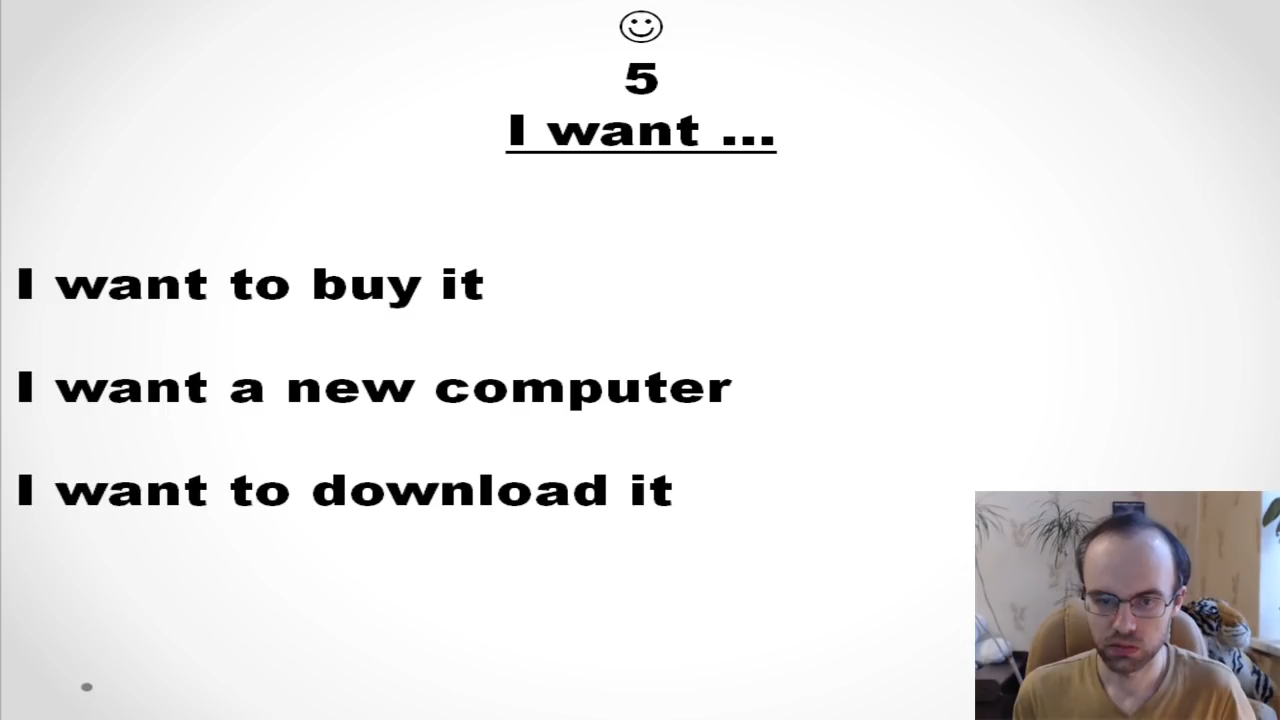 ☺
5
I want ...
I want to buy it
I want a new computer
I want to download it